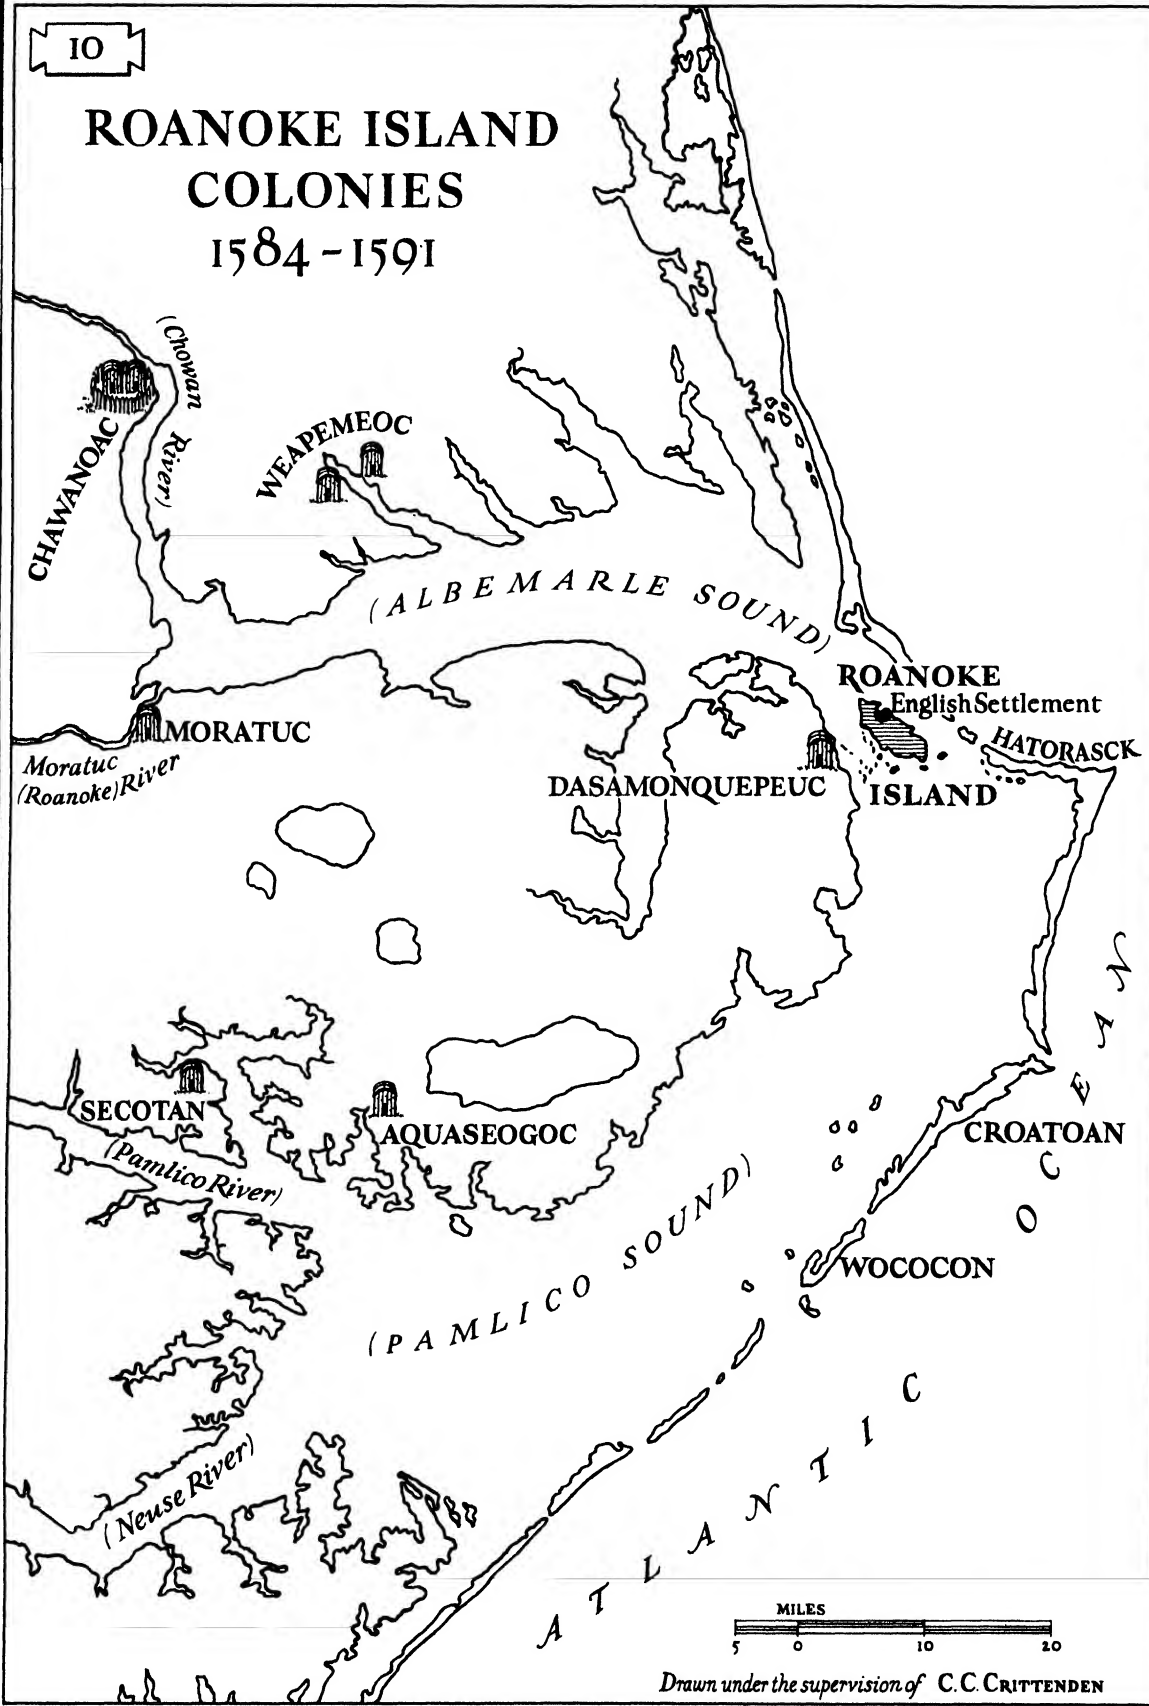 10
ROANOKE ISLAND
COLONIES
1584-1591
(Chowan River)
CHAWANOAC
WEAPEMEOC
(ALBEMARLE SOUND)
ROANOKE
English Settlement
HATORASCK
MORATUC
Moratuc
(Roanoke) River
DASAMONQUEPEUC
ISLAND
SECOTAN
AQUASEOGOC
CROATOAN
(Pamlico River)
(PAMLICO SOUND)
WOCOCON
ATLANTIC OCEAN
(Neuse River)
MILES
5 0 10 20
Drawn under the supervision of C. C. CRITTENDEN